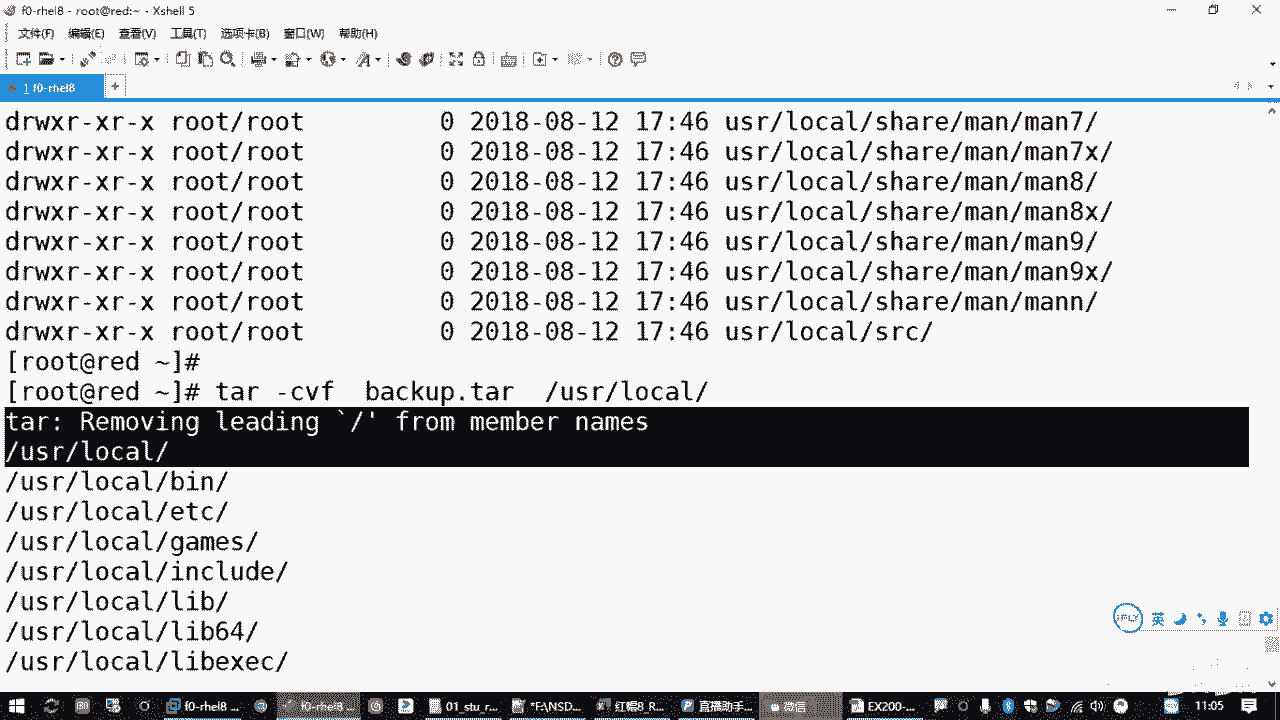 f0-rhel8 - root@red:~ - Xshell 5
文件(F) 编辑(E) 查看(V) 工具(T) 选项卡(B) 窗口(W) 帮助(H)
1 f0-rhel8
drwxr-xr-x root/root         0 2018-08-12 17:46 usr/local/share/man/man7/
drwxr-xr-x root/root         0 2018-08-12 17:46 usr/local/share/man/man7x/
drwxr-xr-x root/root         0 2018-08-12 17:46 usr/local/share/man/man8/
drwxr-xr-x root/root         0 2018-08-12 17:46 usr/local/share/man/man8x/
drwxr-xr-x root/root         0 2018-08-12 17:46 usr/local/share/man/man9/
drwxr-xr-x root/root         0 2018-08-12 17:46 usr/local/share/man/man9x/
drwxr-xr-x root/root         0 2018-08-12 17:46 usr/local/share/man/mann/
drwxr-xr-x root/root         0 2018-08-12 17:46 usr/local/src/
[root@red ~]#
[root@red ~]# tar -cvf  backup.tar  /usr/local/
tar: Removing leading `/' from member names
/usr/local/
/usr/local/bin/
/usr/local/etc/
/usr/local/games/
/usr/local/include/
/usr/local/lib/
/usr/local/lib64/
/usr/local/libexec/
iFLY 英
f0-rhel8 ... f0-rhel8... 01_stu_r... *F:\NSD... 红帽8_R... 直播助手... 微信 EX200-... 11:05